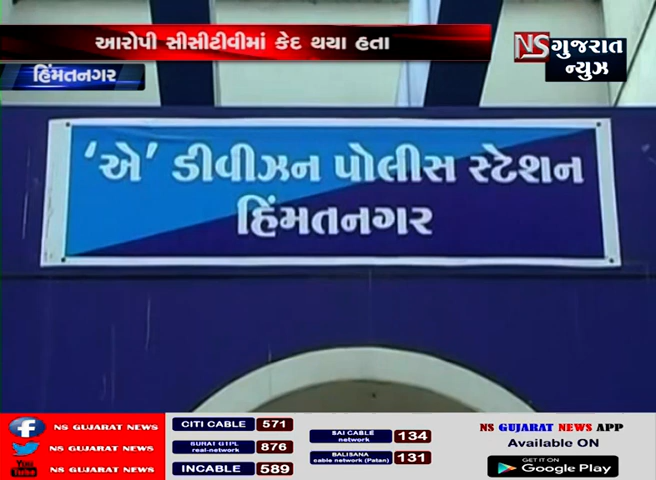 આરોપી સીસીટીવીમાં કેદ થયા હતા
NS ગુજરાત
ન્યુઝ
હિંમતનગર
'એ' ડીવીઝન પોલીસ સ્ટેશન
હિંમતનગર
NS GUJARAT NEWS
NS GUJARAT NEWS
You Tube NS GUJARAT NEWS
CITI CABLE 571
SURAT GTPL
real-network 876
INCABLE 589
SAI CABLE
network 134
BALISANA
cable network (Patan) 131
NS GUJARAT NEWS APP
Available ON
GET IT ON
Google Play